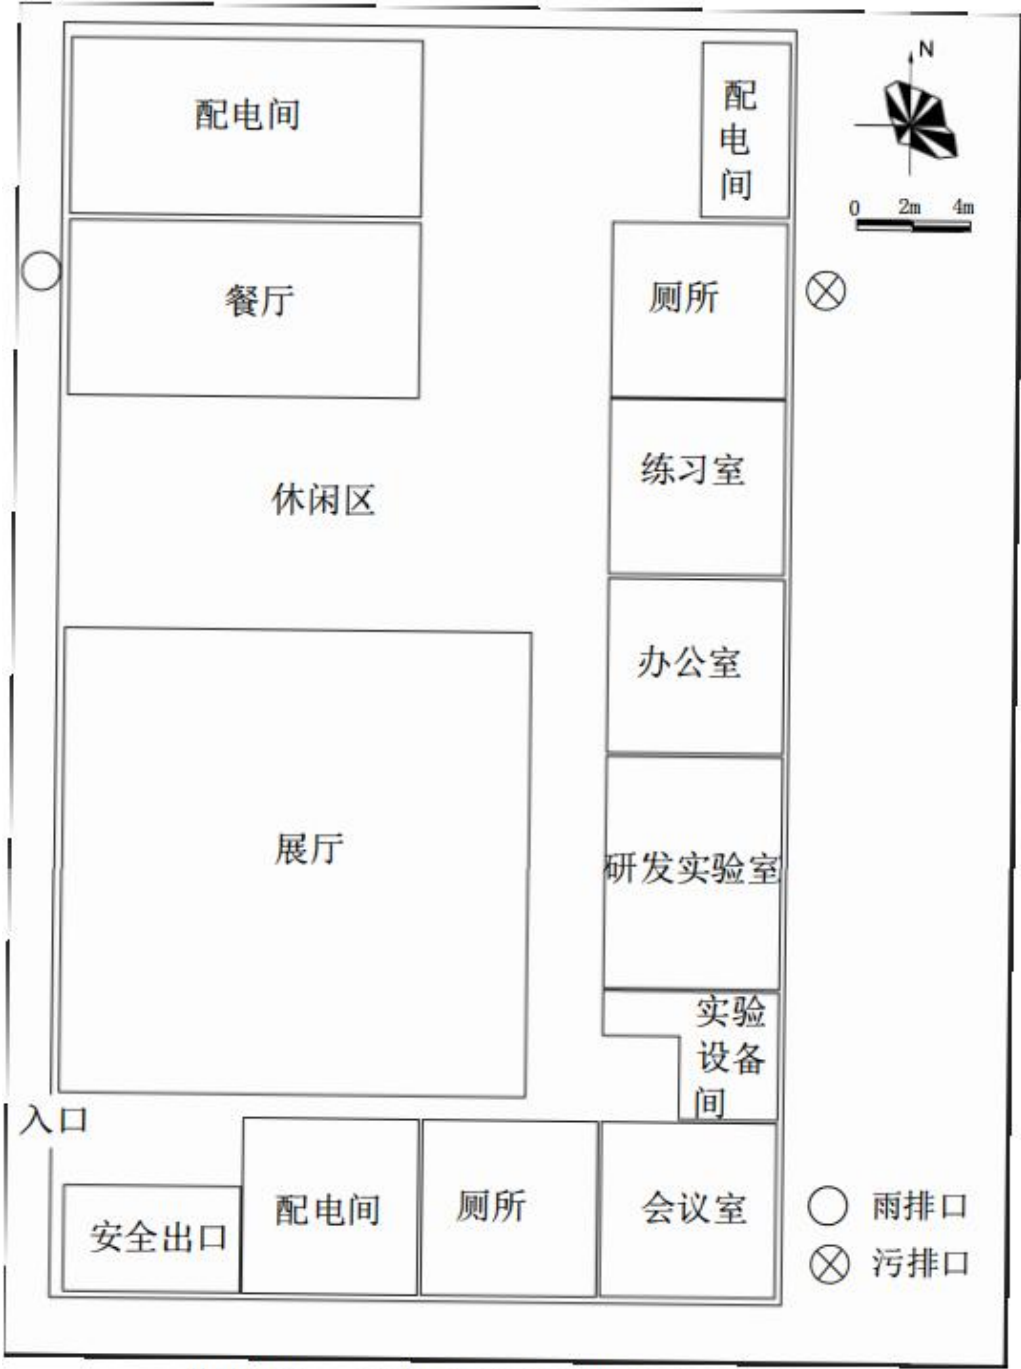 配电间
配
电
间
N
0 2m 4m
餐厅
厕所
练习室
休闲区
办公室
展厅
研发实验室
实验
设备
间
入口
安全出口
配电间
厕所
会议室
雨排口
污排口